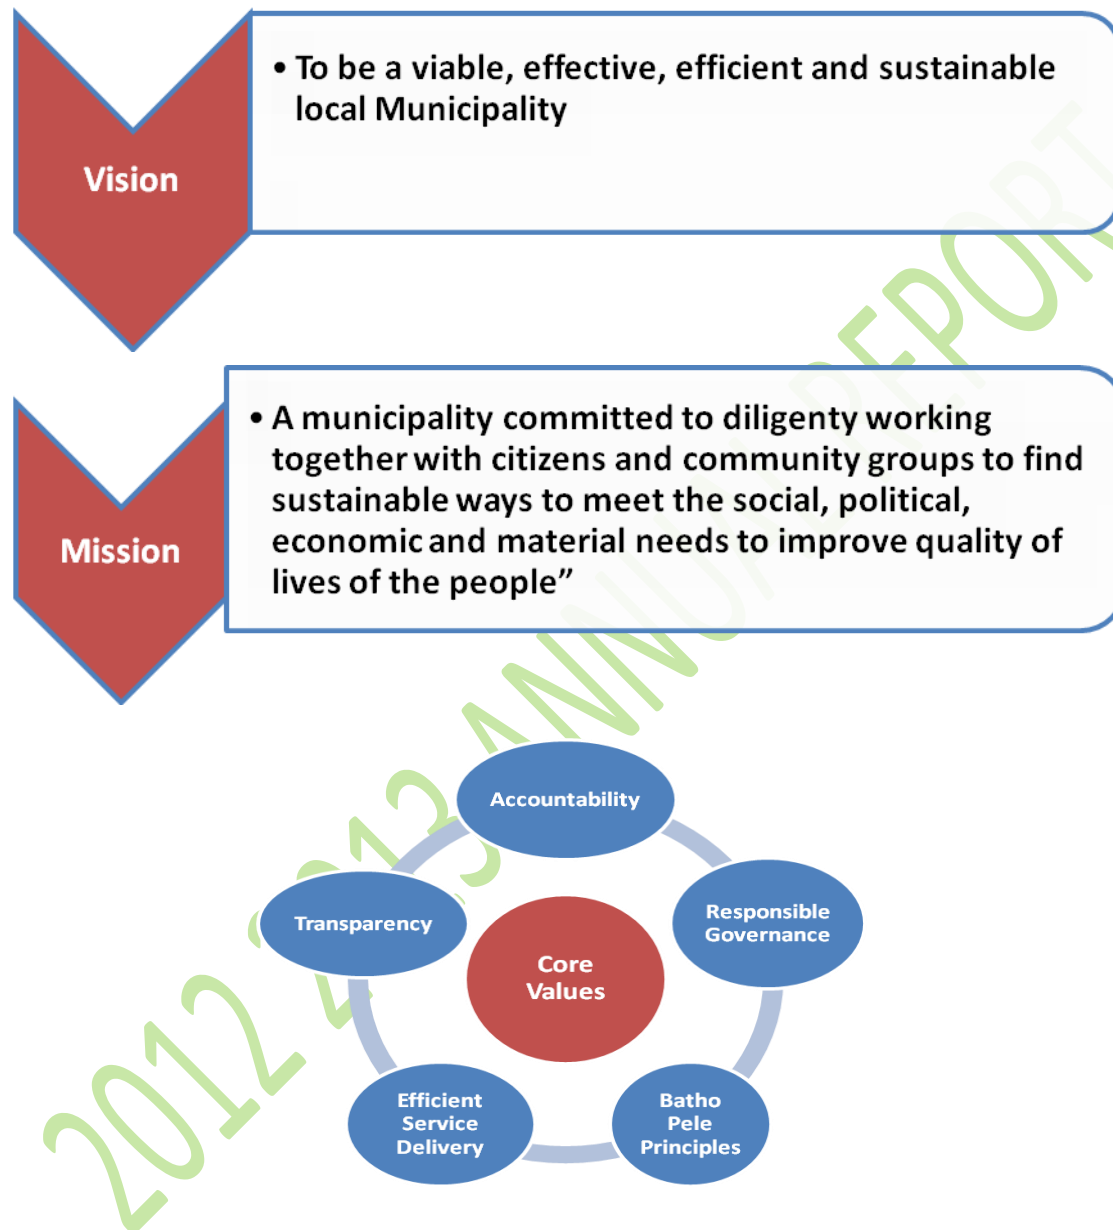 Vision
• To be a viable, effective, efficient and sustainable
local Municipality
Mission
• A municipality committed to diligenty working
together with citizens and community groups to find
sustainable ways to meet the social, political,
economic and material needs to improve quality of
lives of the people”
Accountability
Transparency
Responsible
Governance
Core
Values
Efficient
Service
Delivery
Batho
Pele
Principles
2012 2013 ANNUAL REPORT